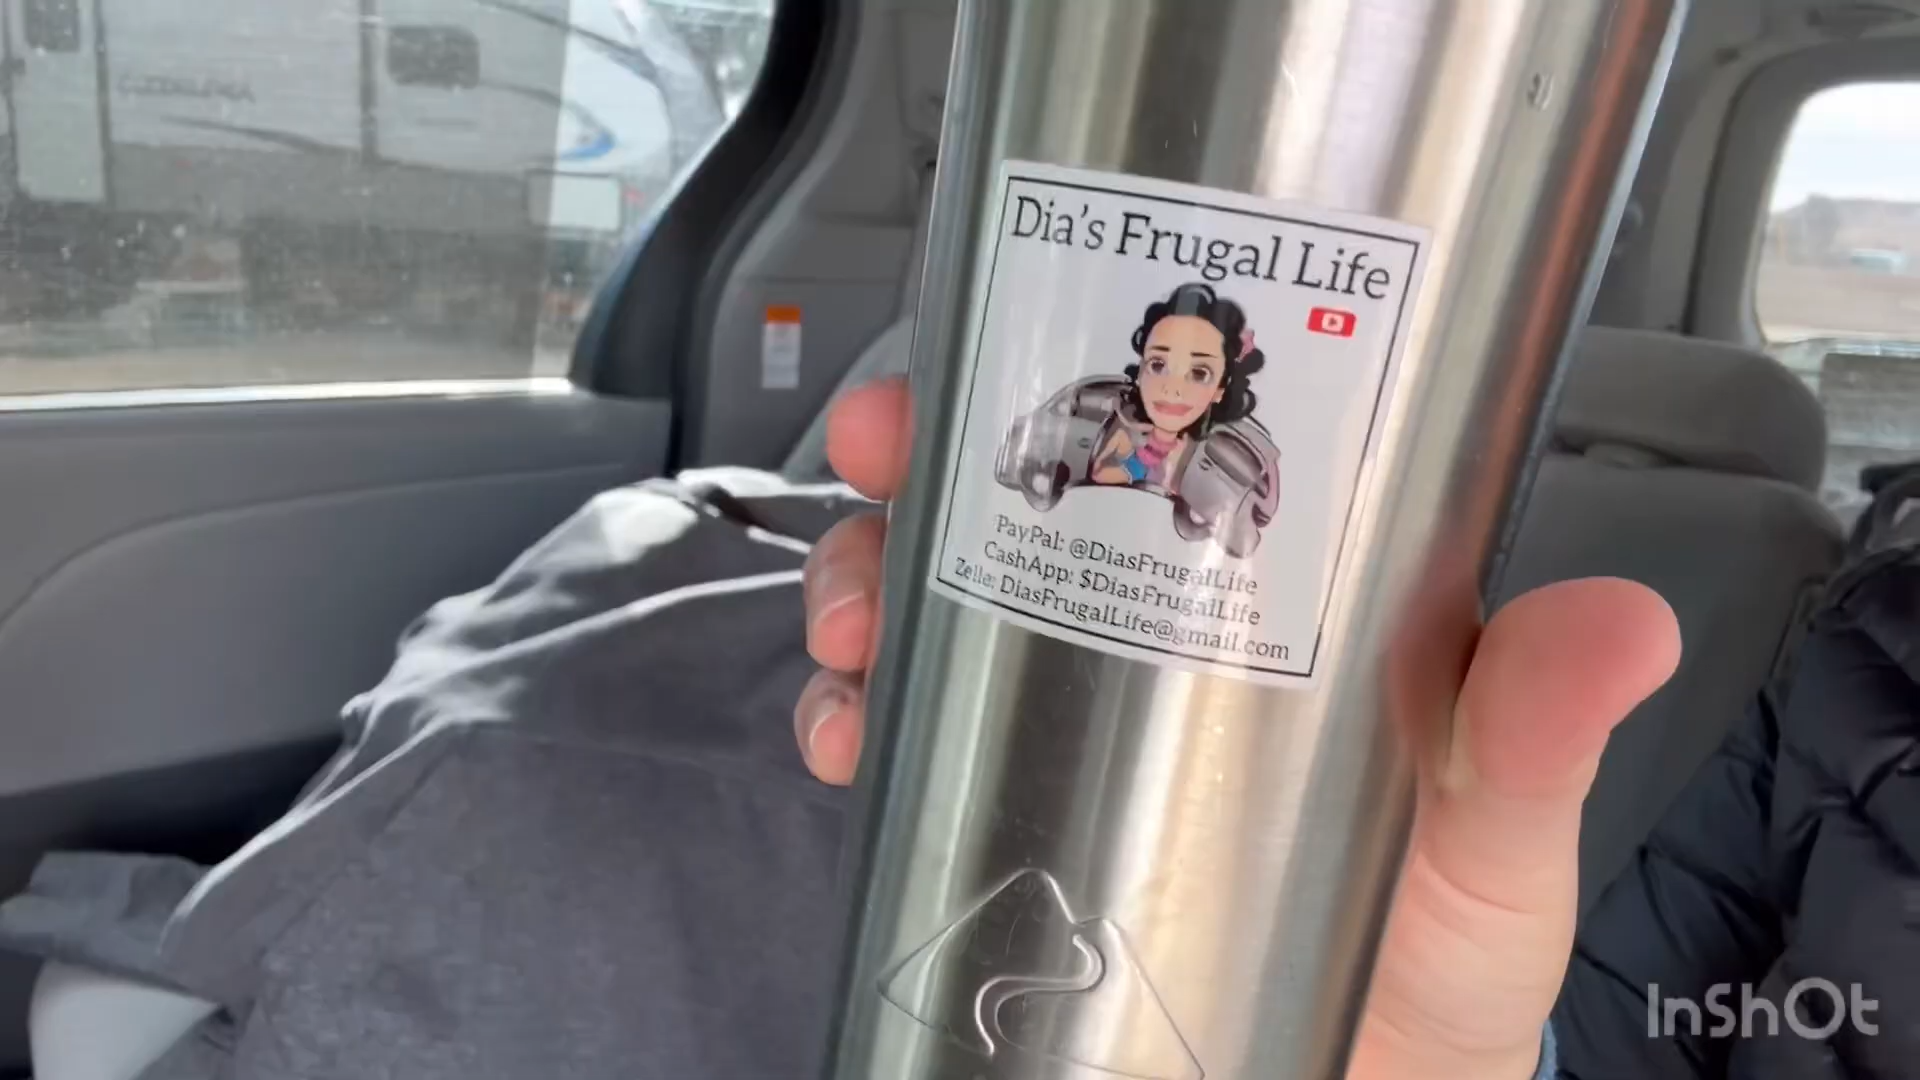 Dia's Frugal Life
PayPal: @DiasFrugalLife
CashApp: $DiasFrugalLife
Zelle: DiasFrugalLife@gmail.com
InShOt